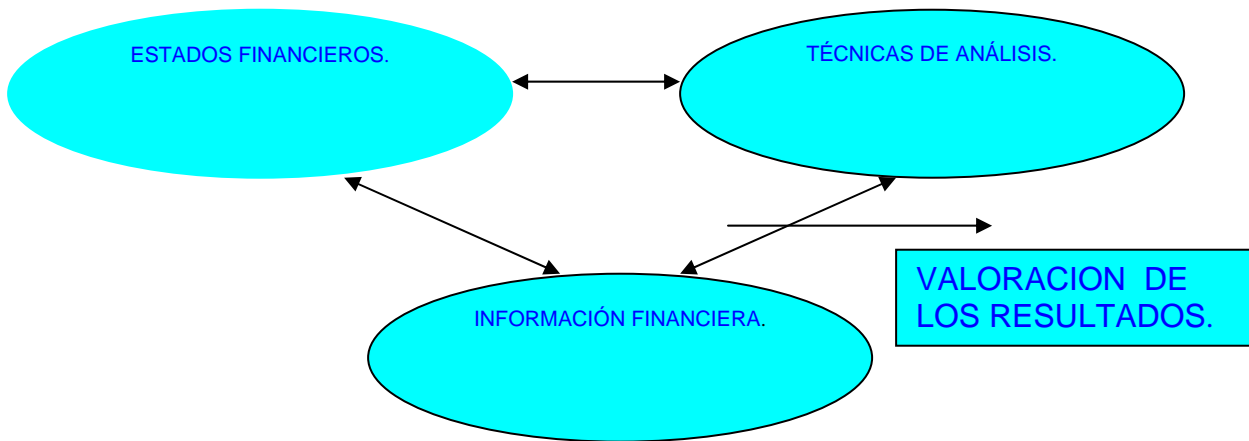 ESTADOS FINANCIEROS.
TÉCNICAS DE ANÁLISIS.
INFORMACIÓN FINANCIERA.
VALORACION DE
LOS RESULTADOS.